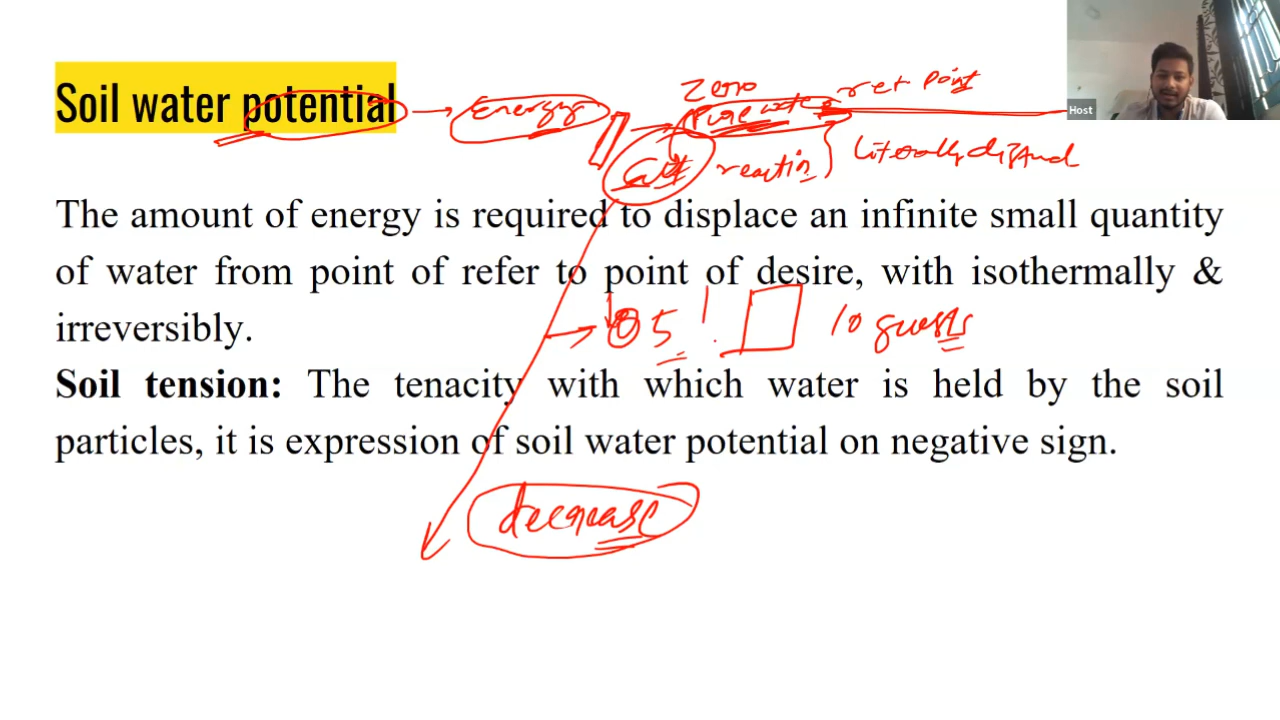 Zero
ref point
Soil water potential → Energy → Pure water
Host
Salt reaction
The amount of energy is required to displace an infinite small quantity
of water from point of refer to point of desire, with isothermally &
irreversibly.
5 ! 10 guests
Soil tension: The tenacity with which water is held by the soil
particles, it is expression of soil water potential on negative sign.
decrease